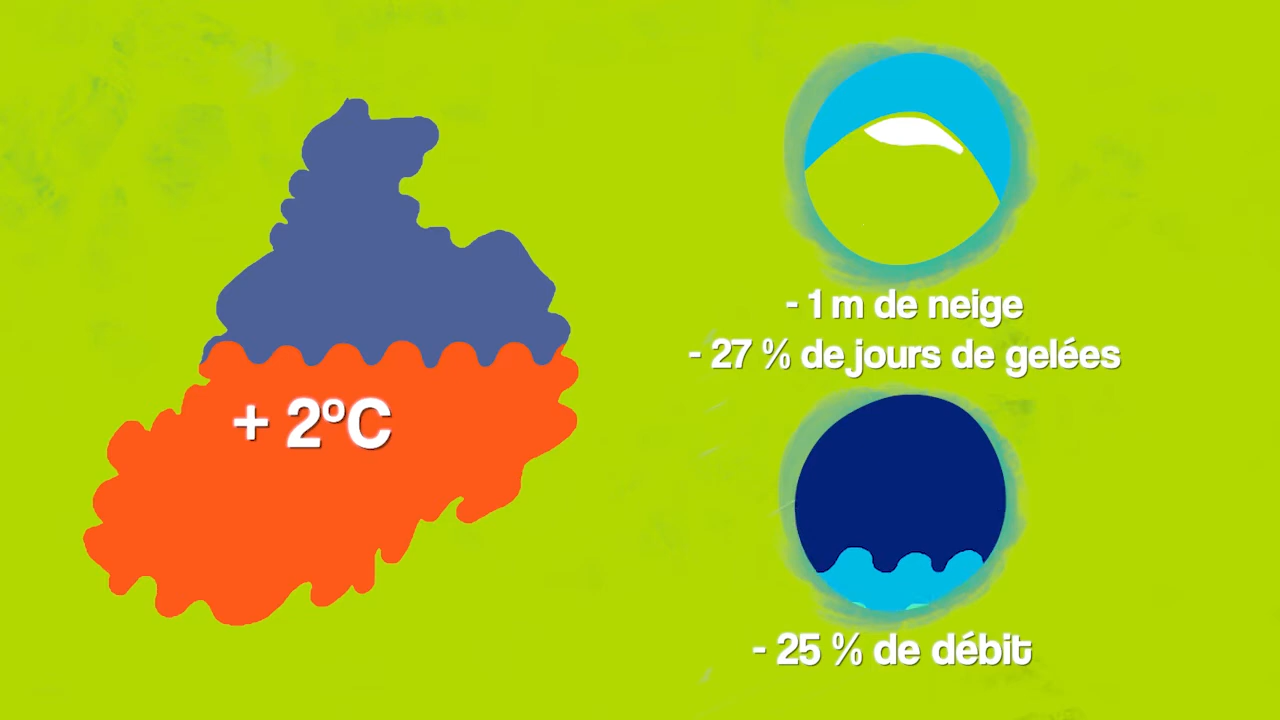 + 2°C
- 1 m de neige
- 27 % de jours de gelées
- 25 % de débit